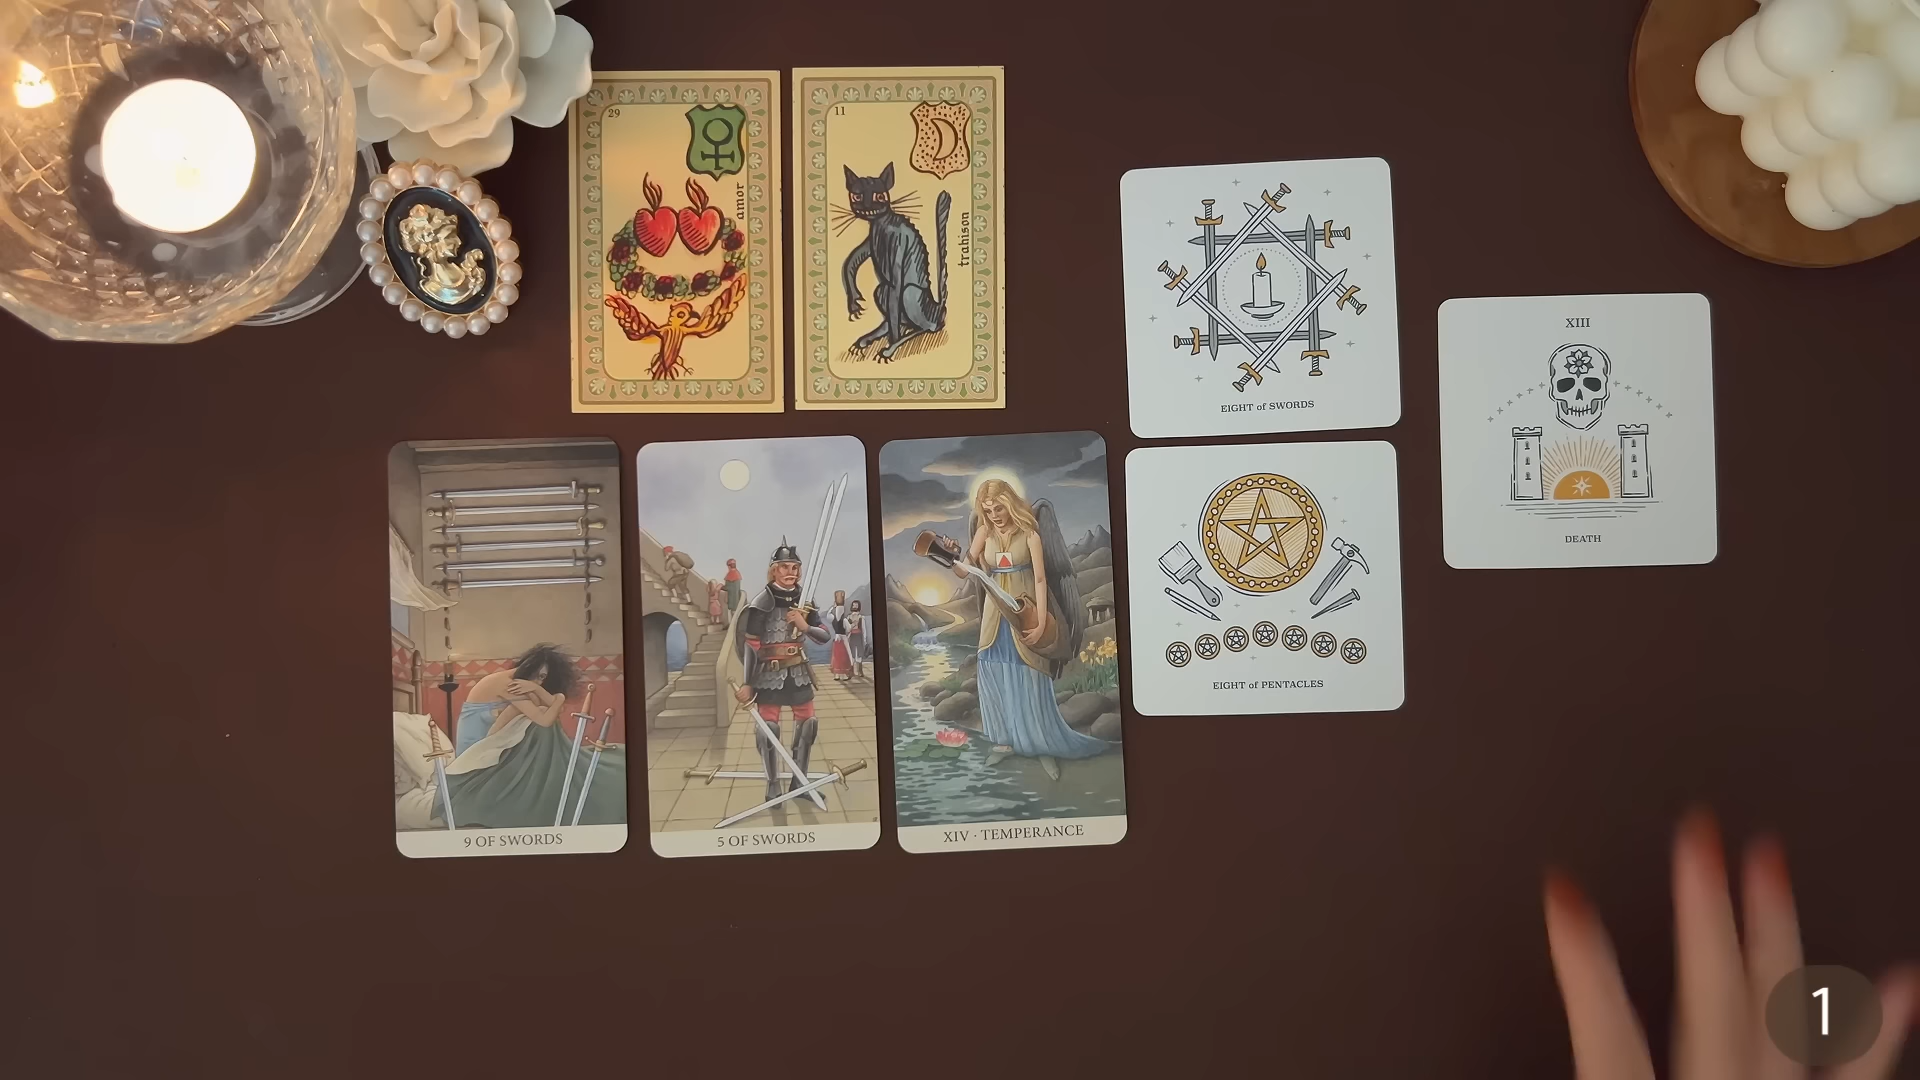 29
amor
11
trahison
EIGHT of SWORDS
XIII
DEATH
EIGHT of PENTACLES
9 OF SWORDS
5 OF SWORDS
XIV · TEMPERANCE
1